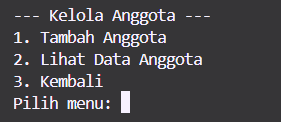 --- Kelola Anggota ---
1. Tambah Anggota
2. Lihat Data Anggota
3. Kembali
Pilih menu: